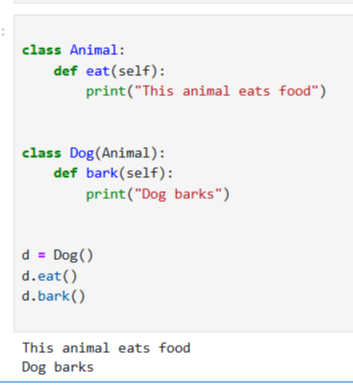 :
class Animal:
    def eat(self):
        print("This animal eats food")
class Dog(Animal):
    def bark(self):
        print("Dog barks")
d = Dog()
d.eat()
d.bark()
This animal eats food
Dog barks